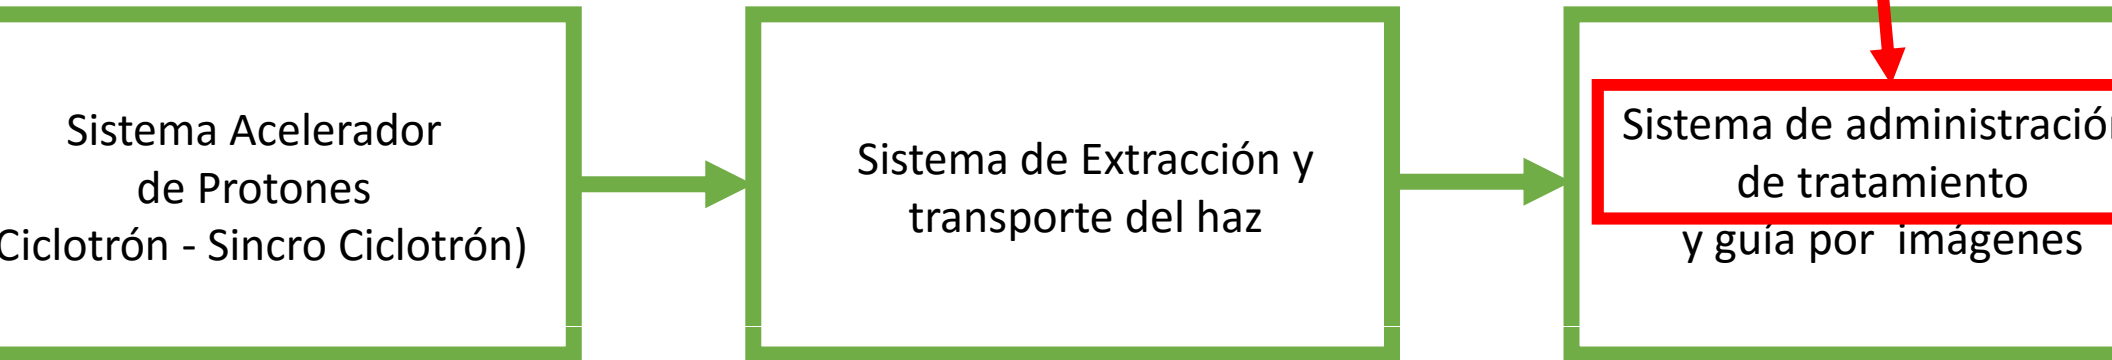 Sistema Acelerador
de Protones
Ciclotrón - Sincro Ciclotrón)
Sistema de Extracción y
transporte del haz
Sistema de administración
de tratamiento
y guía por imágenes